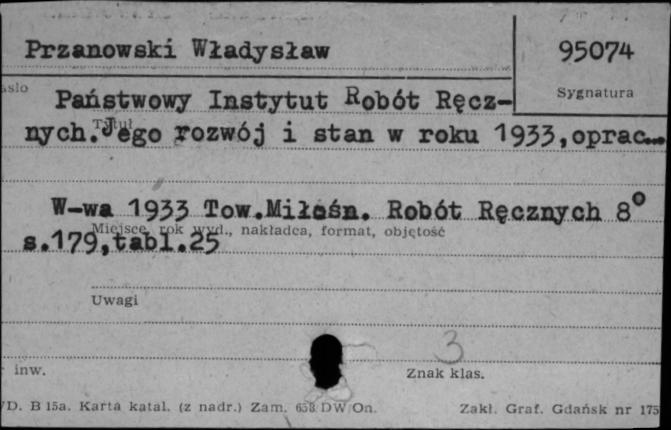 Przanowski Władysław
95074
Sygnatura
asło
Państwowy Instytut Robót Ręcz-
nych. Jego rozwój i stan w roku 1933,oprac...
Tytuł
W-wa 1933 Tow.Miłośn. Robót Ręcznych 8°
Miejsce, rok wyd., nakładca, format, objętość
s.179,tabl.25
Uwagi
3
inw.
Znak klas.
D. B 15a. Karta katal. (z nadr.) Zam. 658 DW/On.
Zakł. Graf. Gdańsk nr 175